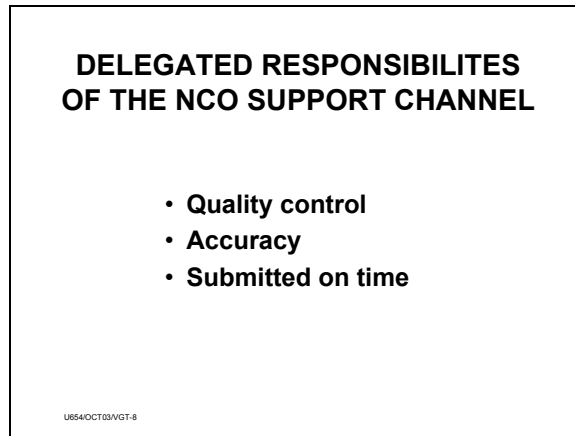 DELEGATED RESPONSIBILITES
OF THE NCO SUPPORT CHANNEL
• Quality control
• Accuracy
• Submitted on time
U654/OCT03/VGT-8